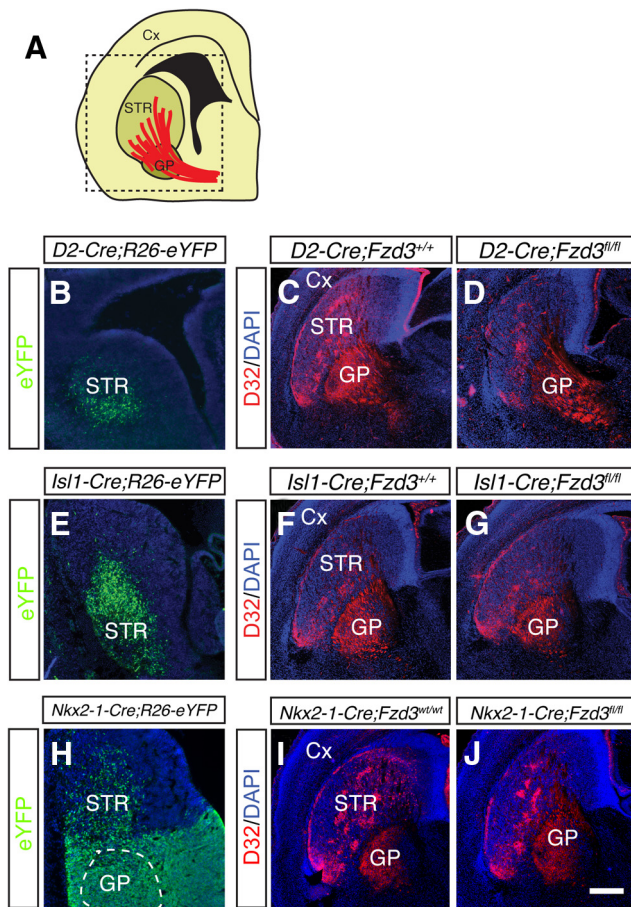 A
Cx
STR
GP
D2-Cre;R26-eYFP
D2-Cre;Fzd3+/+
D2-Cre;Fzd3fl/fl
eYFP
B
STR
D32/DAPI
C
Cx
STR
GP
D
GP
Isl1-Cre;R26-eYFP
Isl1-Cre;Fzd3+/+
Isl1-Cre;Fzd3fl/fl
eYFP
E
STR
D32/DAPI
F
Cx
STR
GP
G
GP
Nkx2-1-Cre;R26-eYFP
Nkx2-1-Cre;Fzd3wt/wt
Nkx2-1-Cre;Fzd3fl/fl
eYFP
H
STR
GP
D32/DAPI
I
Cx
STR
GP
J
GP